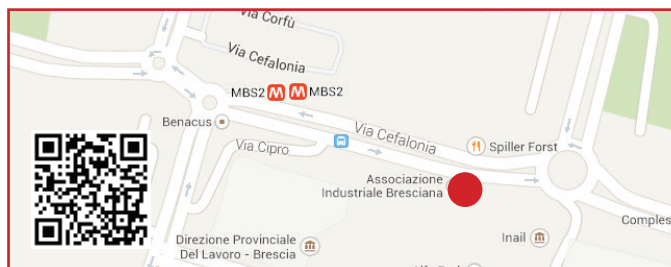 Via Corfù
Via Cefalonia
MBS2 MBS2
Benacus
Via Cefalonia
Via Cipro
Spiller Forst
Associazione
Industriale Bresciana
Comples
Inail
Direzione Provinciale
Del Lavoro - Brescia